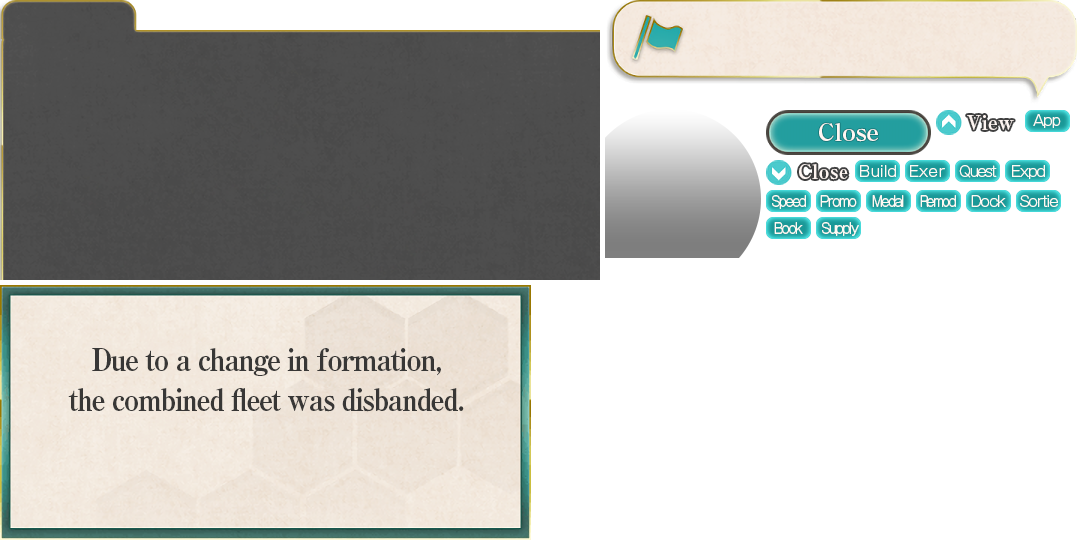 Close
View
App
Close
Build
Exer
Quest
Expd
Speed
Promo
Medal
Remod
Dock
Sortie
Book
Supply
Due to a change in formation,
the combined fleet was disbanded.